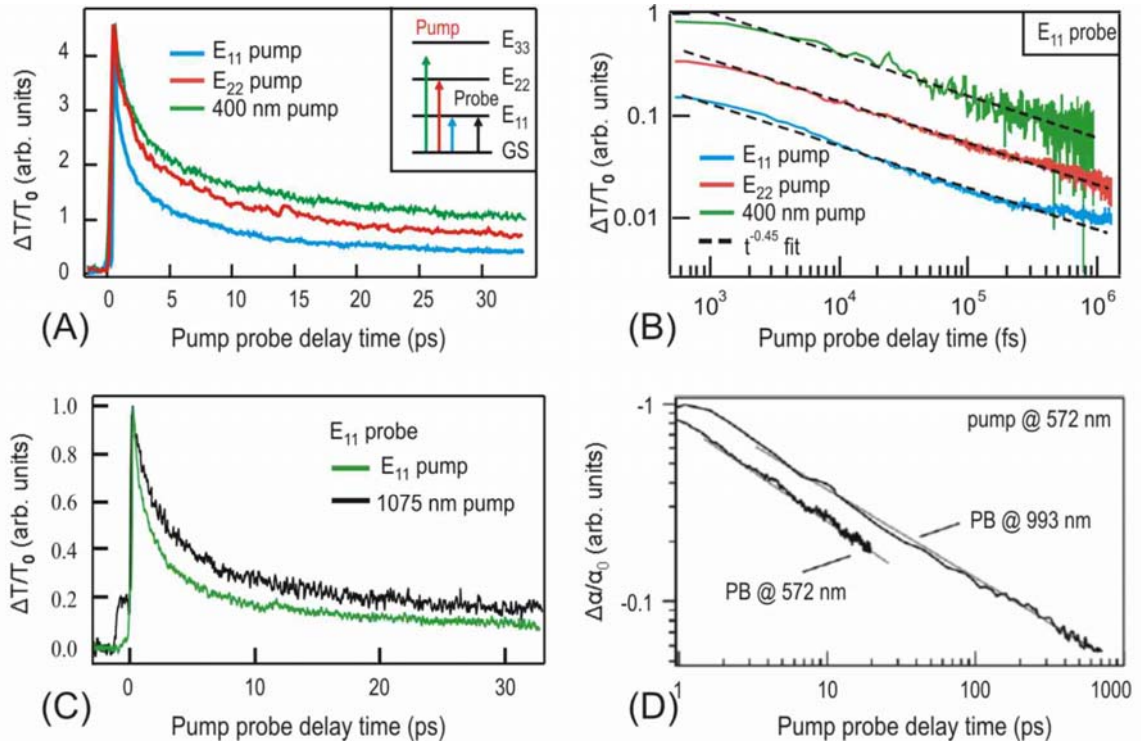 E₁₁ pump
E₂₂ pump
400 nm pump
Pump
Probe
E₃₃
E₂₂
E₁₁
GS
4
3
2
1
0
ΔT/T₀ (arb. units)
0 5 10 15 20 25 30
(A)
Pump probe delay time (ps)
E₁₁ probe
1
0.1
0.01
ΔT/T₀ (arb. units)
E₁₁ pump
E₂₂ pump
400 nm pump
t⁻⁰·⁴⁵ fit
10³ 10⁴ 10⁵ 10⁶
(B)
Pump probe delay time (fs)
E₁₁ probe
E₁₁ pump
1075 nm pump
1.0
0.8
0.6
0.4
0.2
0.0
ΔT/T₀ (arb. units)
0 10 20 30
(C)
Pump probe delay time (ps)
pump @ 572 nm
PB @ 993 nm
PB @ 572 nm
-1
-0.1
Δα/α₀ (arb. units)
1 10 100 1000
(D)
Pump probe delay time (ps)